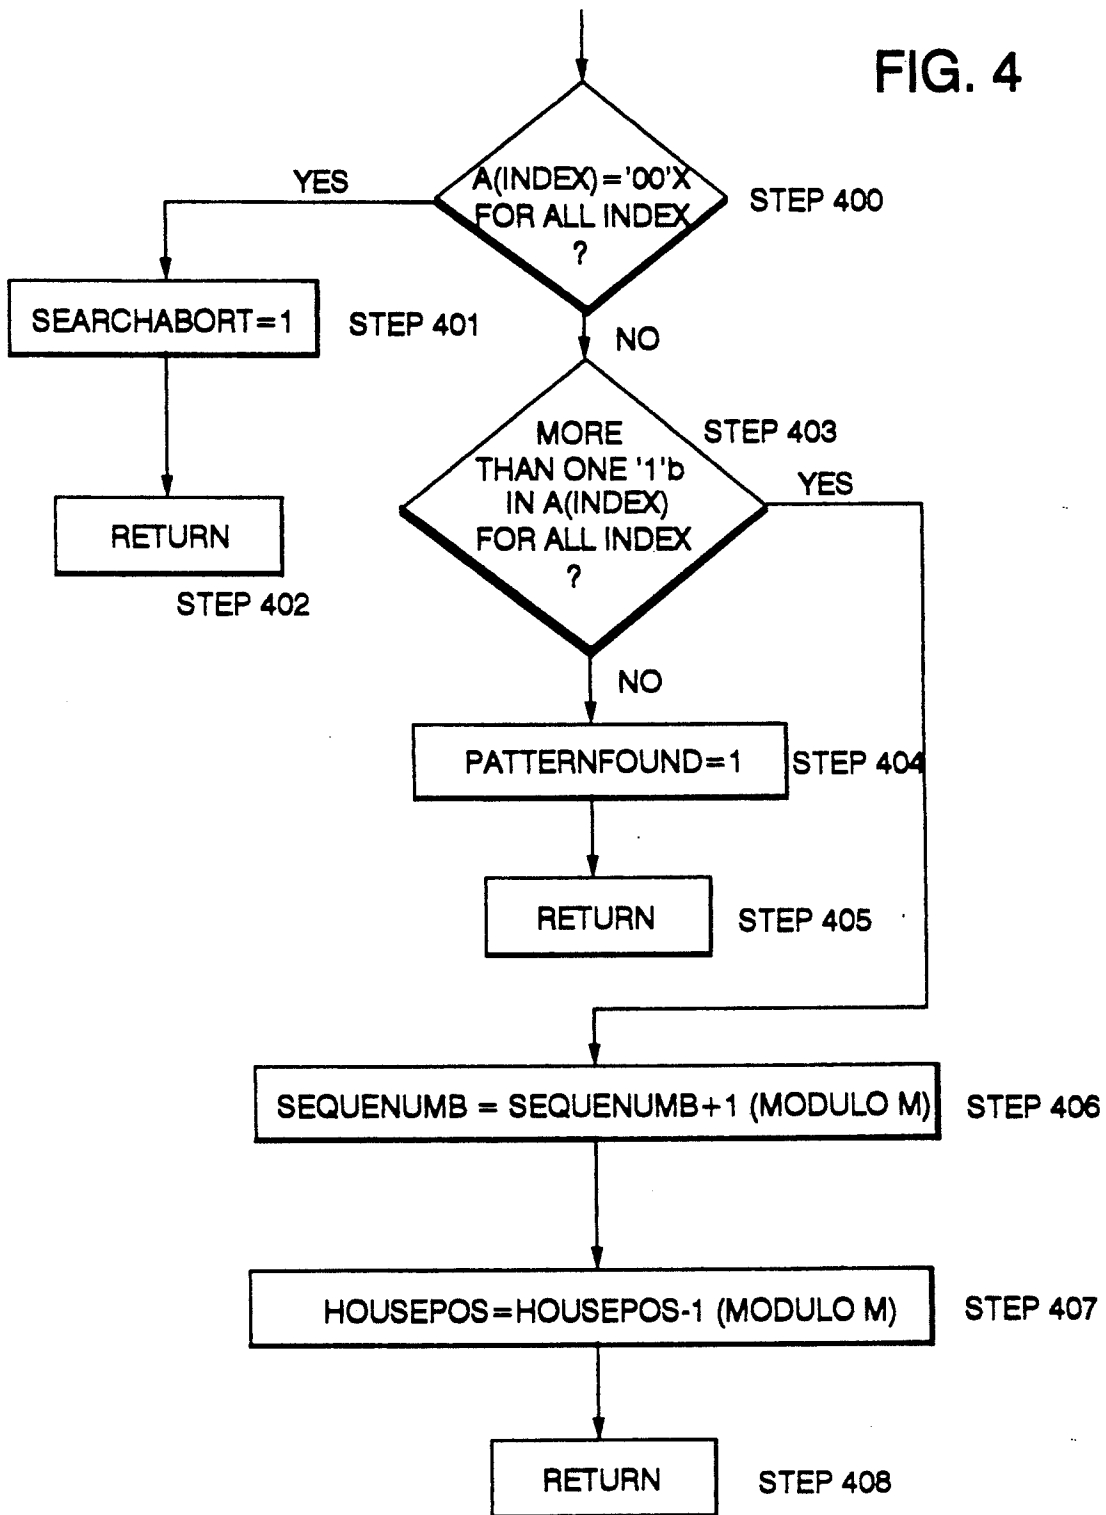 FIG. 4
A(INDEX)='00'X
FOR ALL INDEX
?
STEP 400
YES
SEARCHABORT=1
STEP 401
NO
RETURN
STEP 402
MORE
THAN ONE '1'b
IN A(INDEX)
FOR ALL INDEX
?
STEP 403
YES
NO
PATTERNFOUND=1
STEP 404
RETURN
STEP 405
SEQUENUMB = SEQUENUMB+1 (MODULO M)
STEP 406
HOUSEPOS=HOUSEPOS-1 (MODULO M)
STEP 407
RETURN
STEP 408